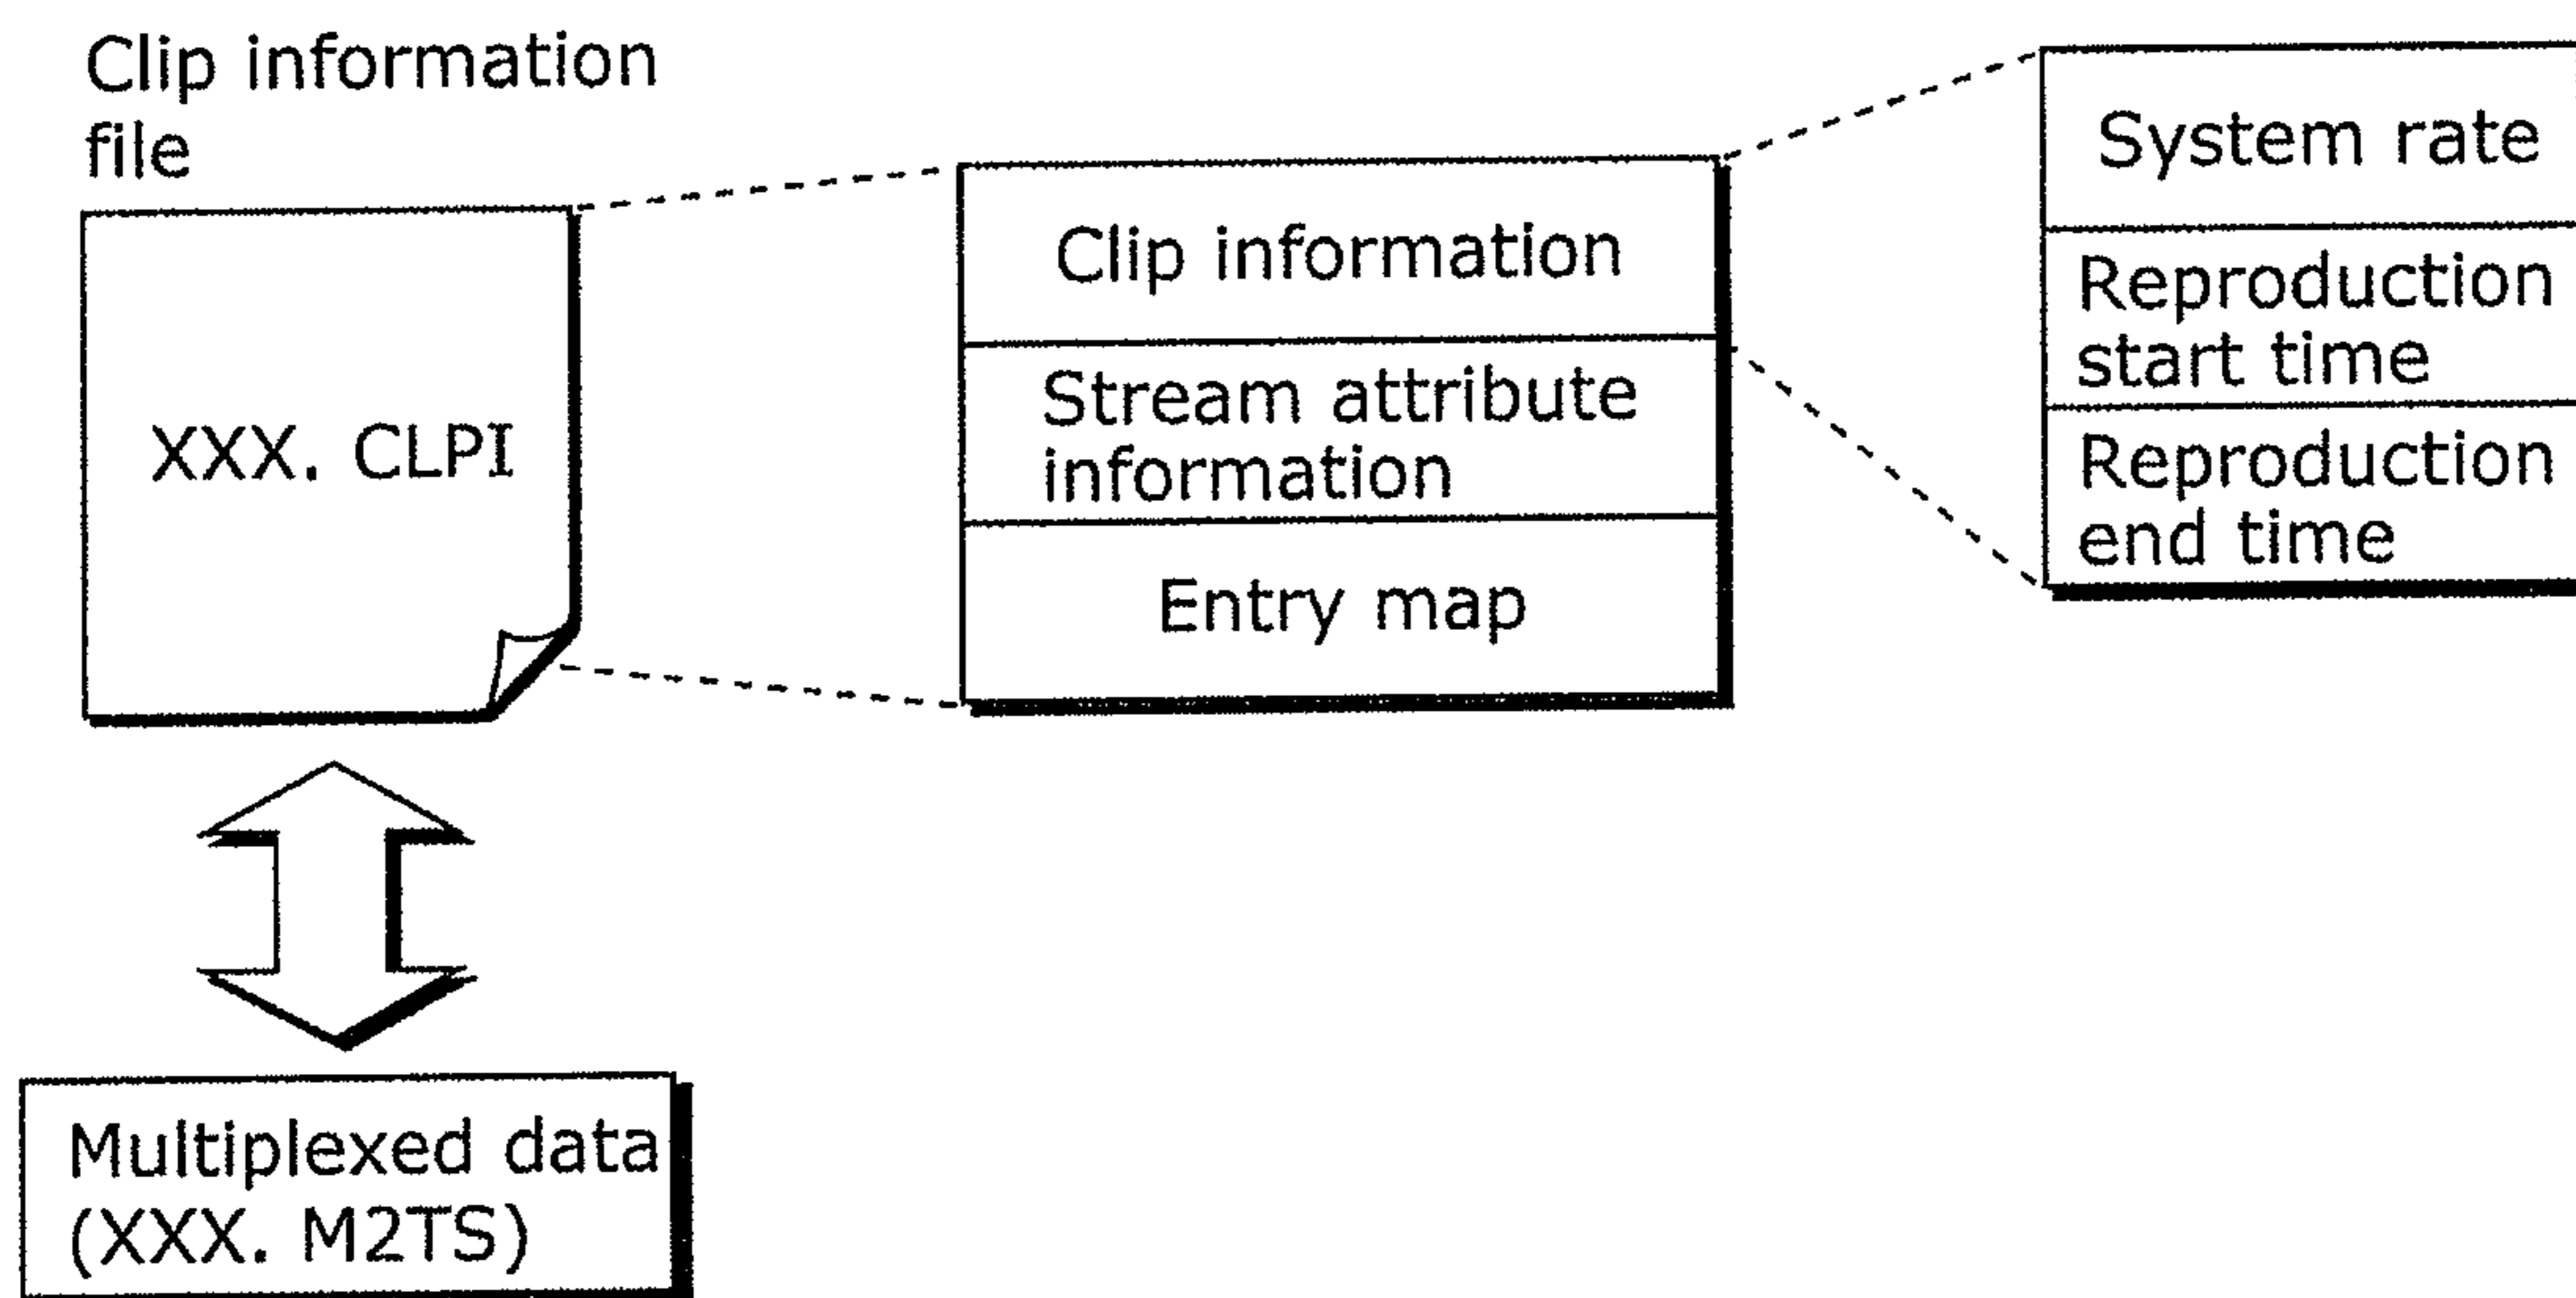 Clip information
file
XXX. CLPI
Clip information
Stream attribute
information
Entry map
System rate
Reproduction
start time
Reproduction
end time
Multiplexed data
(XXX. M2TS)